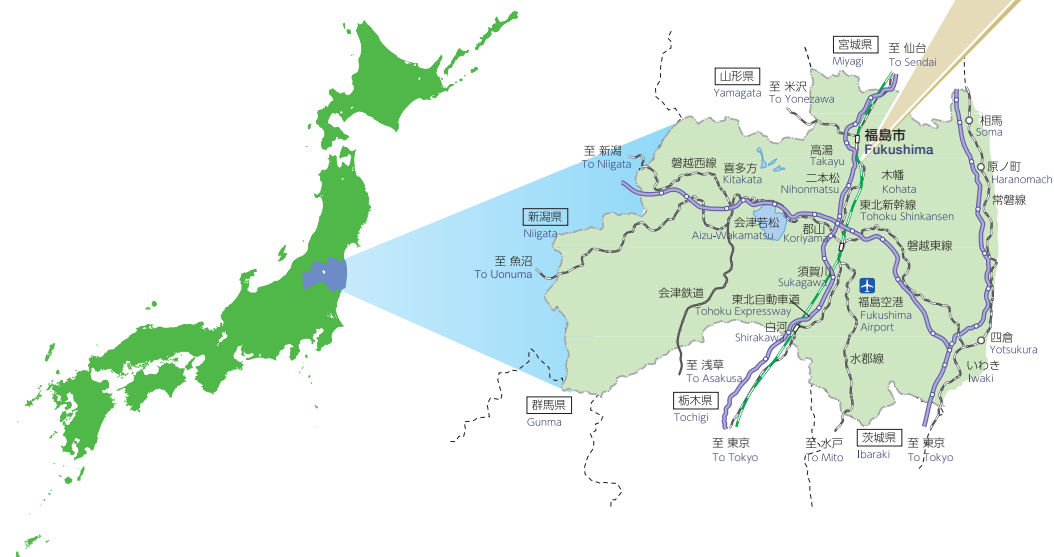 宮城県
Miyagi
至 仙台
To Sendai
山形県
Yamagata
至 米沢
To Yonezawa
福島市
Fukushima
相馬
Soma
高湯
Takayu
至 新潟
To Niigata
磐越西線
喜多方
Kitakata
二本松
Nihonmatsu
木幡
Kohata
原ノ町
Haranomach
常磐線
東北新幹線
Tohoku Shinkansen
新潟県
Niigata
会津若松
Aizu-Wakamatsu
郡山
Koriyama
磐越東線
至 魚沼
To Uonuma
須賀川
Sukagawa
会津鉄道
東北自動車道
Tohoku Expressway
福島空港
Fukushima
Airport
白河
Shirakawa
四倉
Yotsukura
水郡線
至 浅草
To Asakusa
いわき
Iwaki
群馬県
Gunma
栃木県
Tochigi
至 東京
To Tokyo
至 水戸
To Mito
茨城県
Ibaraki
至 東京
To Tokyo